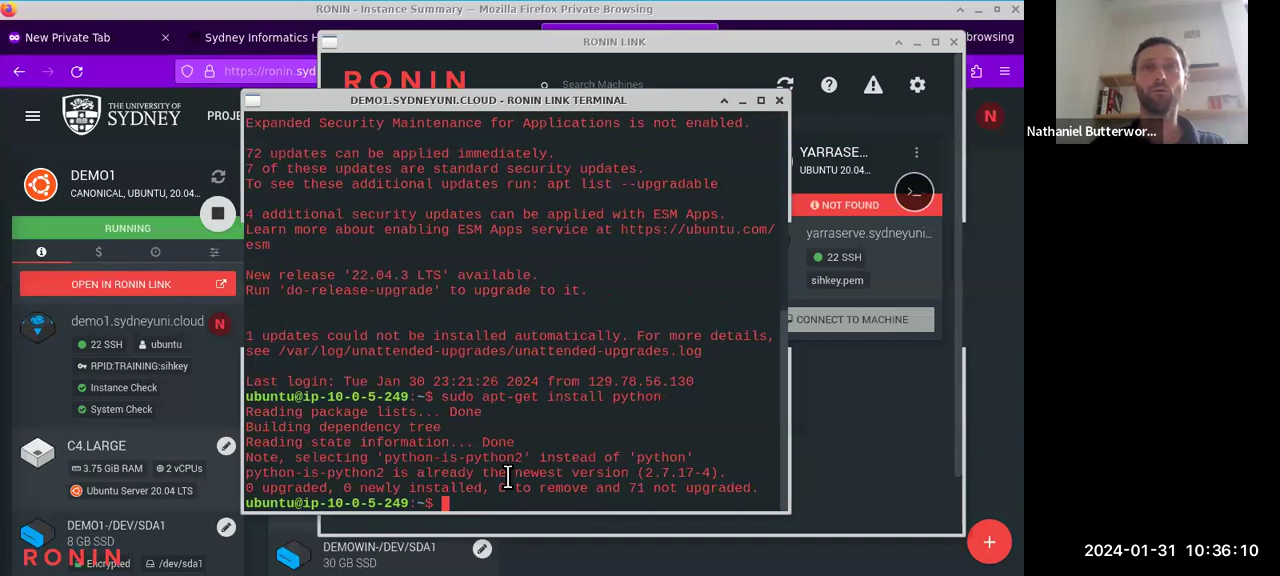 RONIN - Instance Summary — Mozilla Firefox Private Browsing
New Private Tab
Sydney Informatics H
browsing
https://ronin.syd
RONIN LINK
RONIN
Search Machines
THE UNIVERSITY OF
SYDNEY
PROJE
N
DEMO1
CANONICAL, UBUNTU, 20.04...
RUNNING
$
OPEN IN RONIN LINK
demo1.sydneyuni.cloud
N
22 SSH
ubuntu
RPID:TRAINING:sihkey
Instance Check
System Check
C4.LARGE
3.75 GiB RAM
2 vCPUs
Ubuntu Server 20.04 LTS
DEMO1-/DEV/SDA1
8 GB SSD
Encrypted
/dev/sda1
RONIN
DEMO1.SYDNEYUNI.CLOUD - RONIN LINK TERMINAL
Expanded Security Maintenance for Applications is not enabled.
72 updates can be applied immediately.
7 of these updates are standard security updates.
To see these additional updates run: apt list --upgradable
4 additional security updates can be applied with ESM Apps.
Learn more about enabling ESM Apps service at https://ubuntu.com/
esm
New release '22.04.3 LTS' available.
Run 'do-release-upgrade' to upgrade to it.
1 updates could not be installed automatically. For more details,
see /var/log/unattended-upgrades/unattended-upgrades.log
Last login: Tue Jan 30 23:21:26 2024 from 129.78.56.130
ubuntu@ip-10-0-5-249:~$ sudo apt-get install python
Reading package lists... Done
Building dependency tree
Reading state information... Done
Note, selecting 'python-is-python2' instead of 'python'
python-is-python2 is already the newest version (2.7.17-4).
0 upgraded, 0 newly installed, 0 to remove and 71 not upgraded.
ubuntu@ip-10-0-5-249:~$
YARRASE...
UBUNTU 20.04...
NOT FOUND
yarraserve.sydneyuni...
22 SSH
sihkey.pem
CONNECT TO MACHINE
DEMOWIN-/DEV/SDA1
30 GB SSD
Nathaniel Butterwor...
2024-01-31 10:36:10